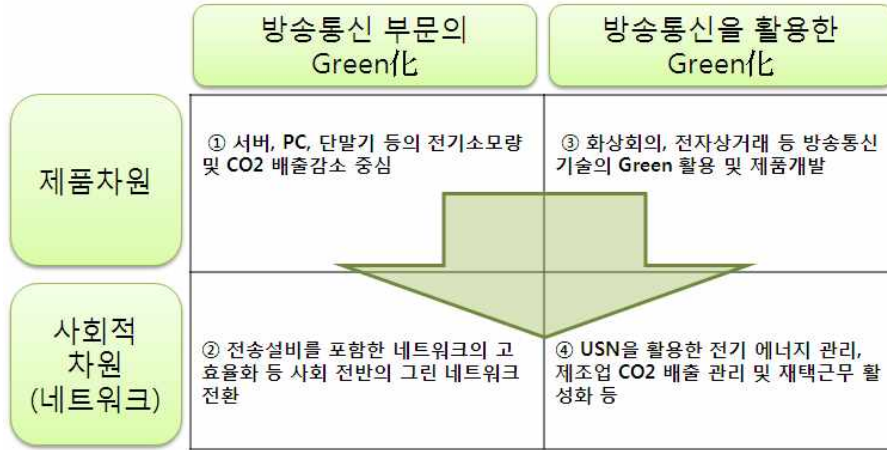 방송통신 부문의
Green化
방송통신을 활용한
Green化
제품차원
① 서버, PC, 단말기 등의 전기소모량
및 CO2 배출감소 중심
③ 화상회의, 전자상거래 등 방송통신
기술의 Green 활용 및 제품개발
사회적
차원
(네트워크)
② 전송설비를 포함한 네트워크의 고
효율화 등 사회 전반의 그린 네트워크
전환
④ USN을 활용한 전기 에너지 관리,
제조업 CO2 배출 관리 및 재택근무 활
성화 등